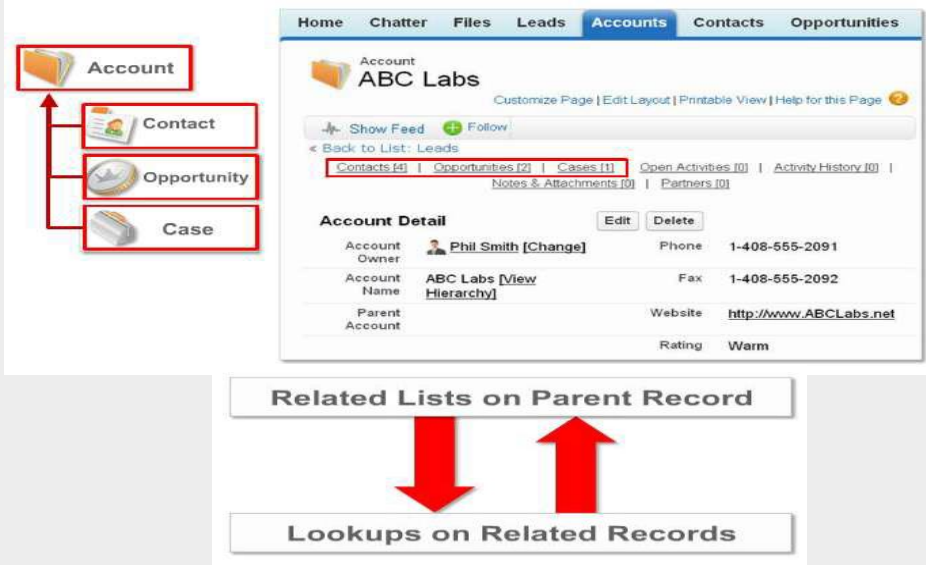 Account
Contact
Opportunity
Case
Home Chatter Files Leads Accounts Contacts Opportunities
Account
ABC Labs
Customize Page | Edit Layout | Printable View | Help for this Page ?
Show Feed Follow
« Back to List: Leads
Contacts [4] | Opportunities [2] | Cases [1] Open Activities [0] | Activity History [0] |
Notes & Attachments [0] | Partners [0]
Account Detail Edit Delete
Account Owner Phil Smith [Change] Phone 1-408-555-2091
Account Name ABC Labs [View Hierarchy] Fax 1-408-555-2092
Parent Account Website http://www.ABCLabs.net
Rating Warm
Related Lists on Parent Record
Lookups on Related Records